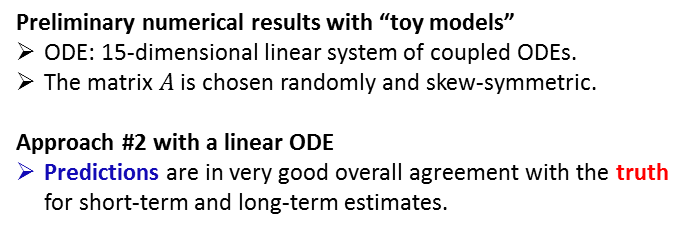 Preliminary numerical results with “toy models”
➢ ODE: 15-dimensional linear system of coupled ODEs.
➢ The matrix A is chosen randomly and skew-symmetric.
Approach #2 with a linear ODE
➢ Predictions are in very good overall agreement with the truth
for short-term and long-term estimates.